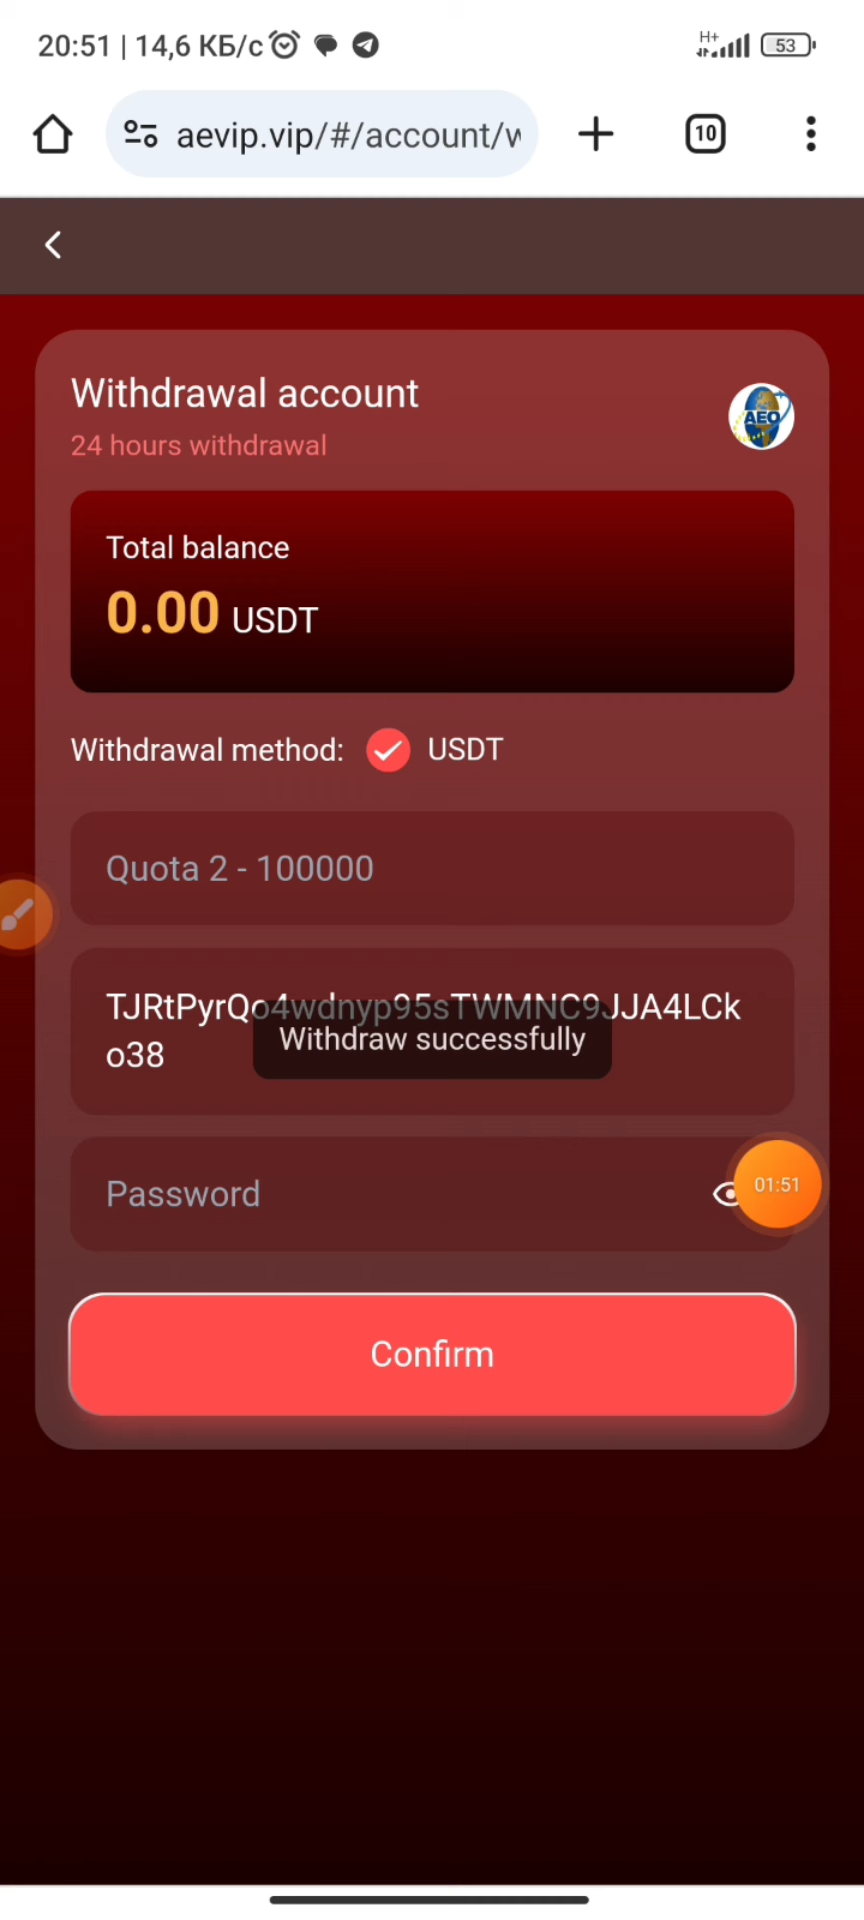 20:51 | 14,6 КБ/с H+ 53
aevip.vip/#/account/w 10
Withdrawal account
AEO
24 hours withdrawal
Total balance
0.00 USDT
Withdrawal method: USDT
Quota 2 - 100000
TJRtPyrQo4wdnyp95sTWMNC9JJA4LCk
o38
Withdraw successfully
Password
01:51
Confirm